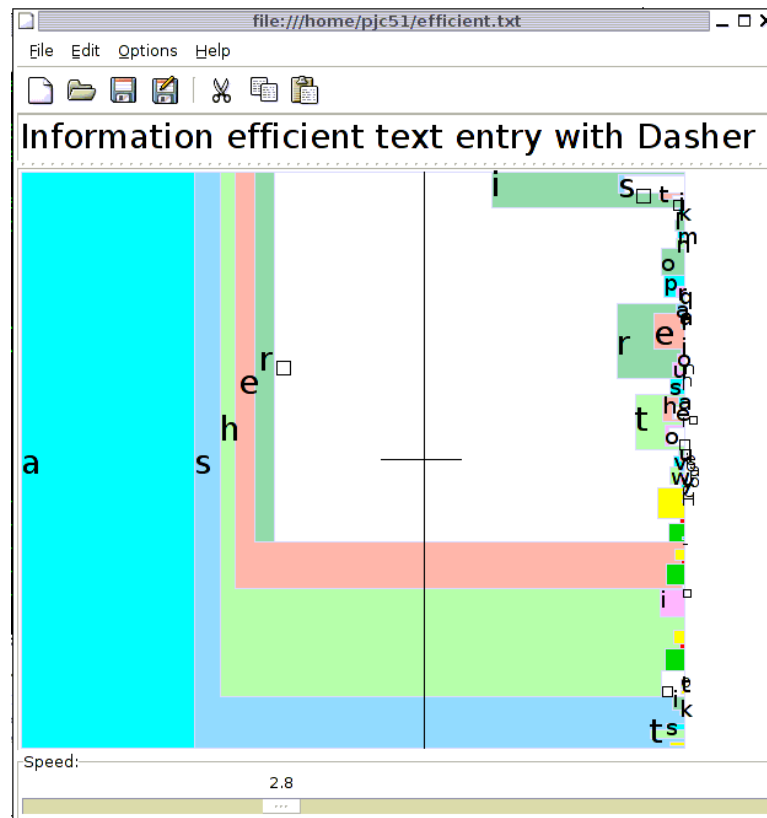 file:///home/pjc51/efficient.txt
File Edit Options Help
Information efficient text entry with Dasher
a
s
h
e
r
i
s
t
k
m
n
o
p
r
e
u
s
t
h
e
o
v
w
y
i
t
i
k
t
s
Speed:
2.8